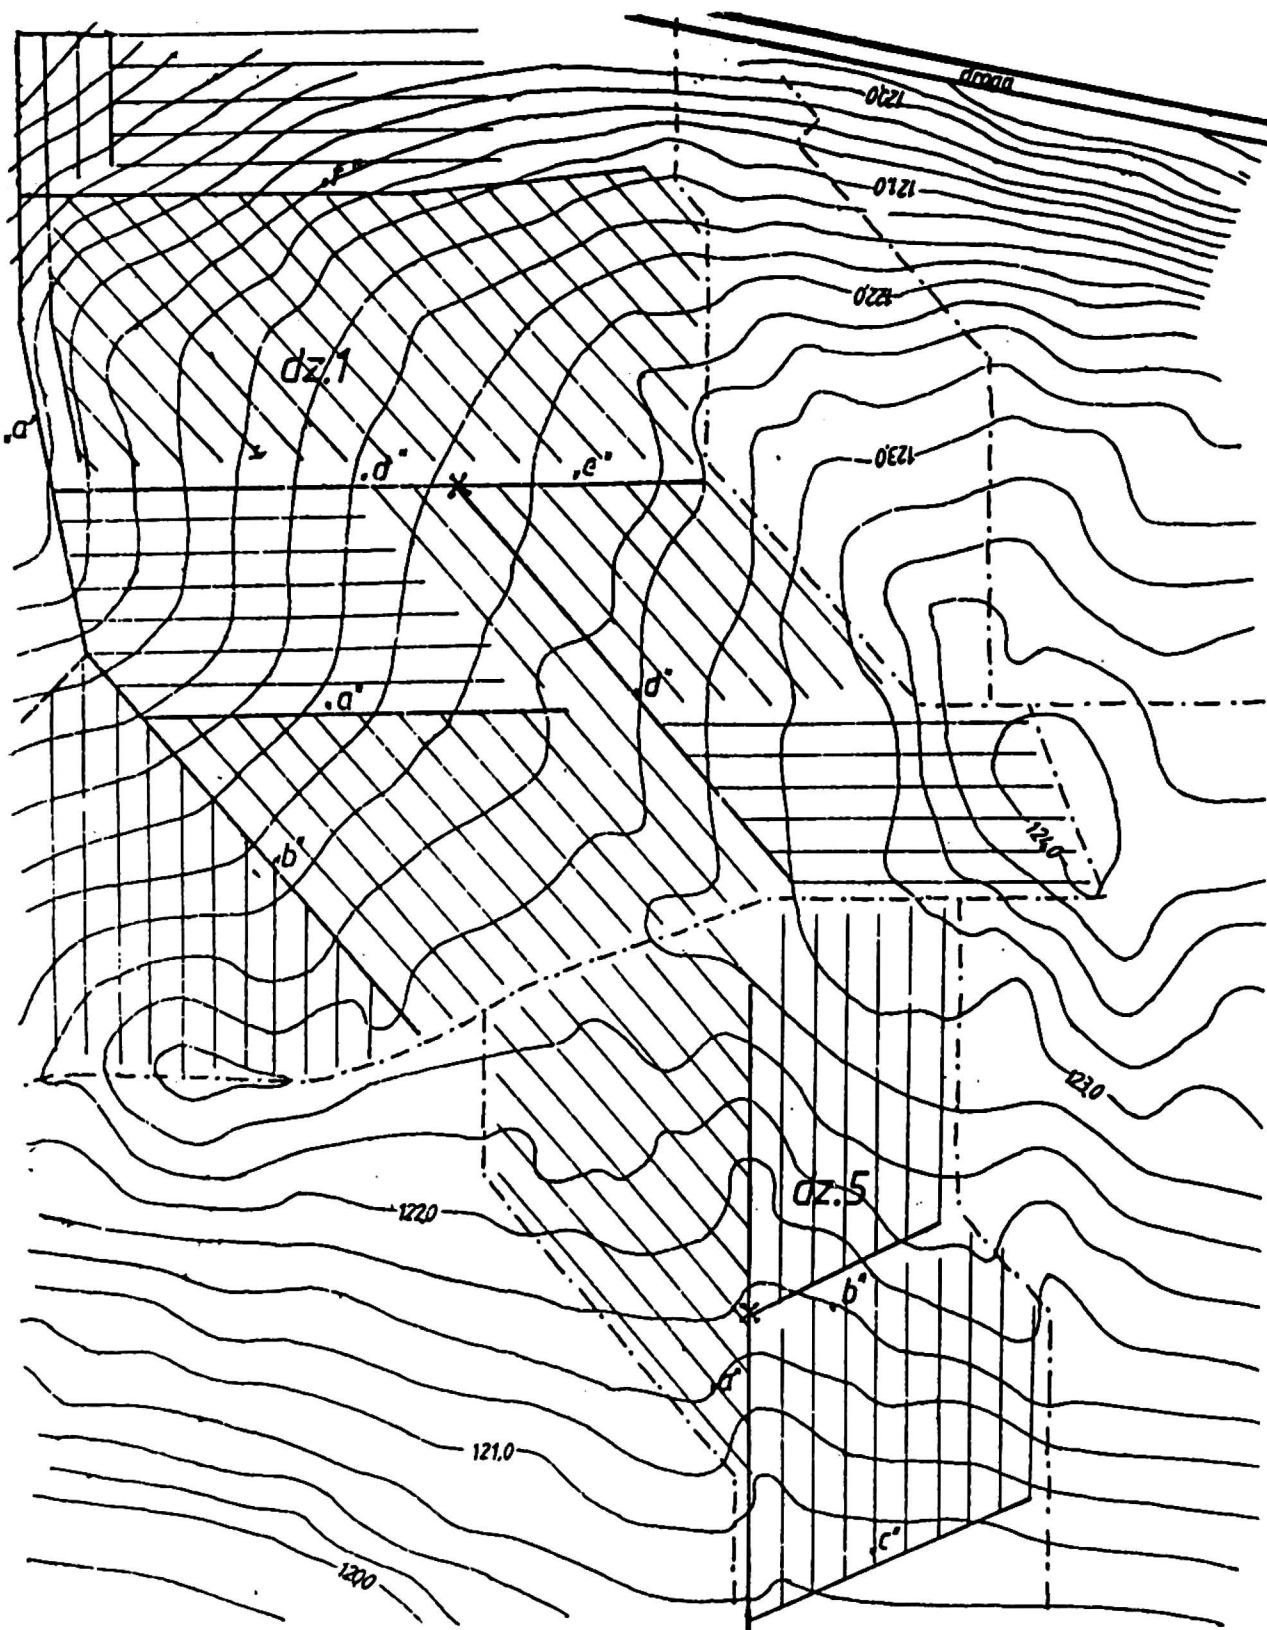 droga
120,0
121,0
„f"
122,0
dz.1
„a"
123,0
„d"
„e"
„d"
„a"
124,0
„b"
123,0
dz.5
122,0
„b"
„a"
121,0
„c"
120,0